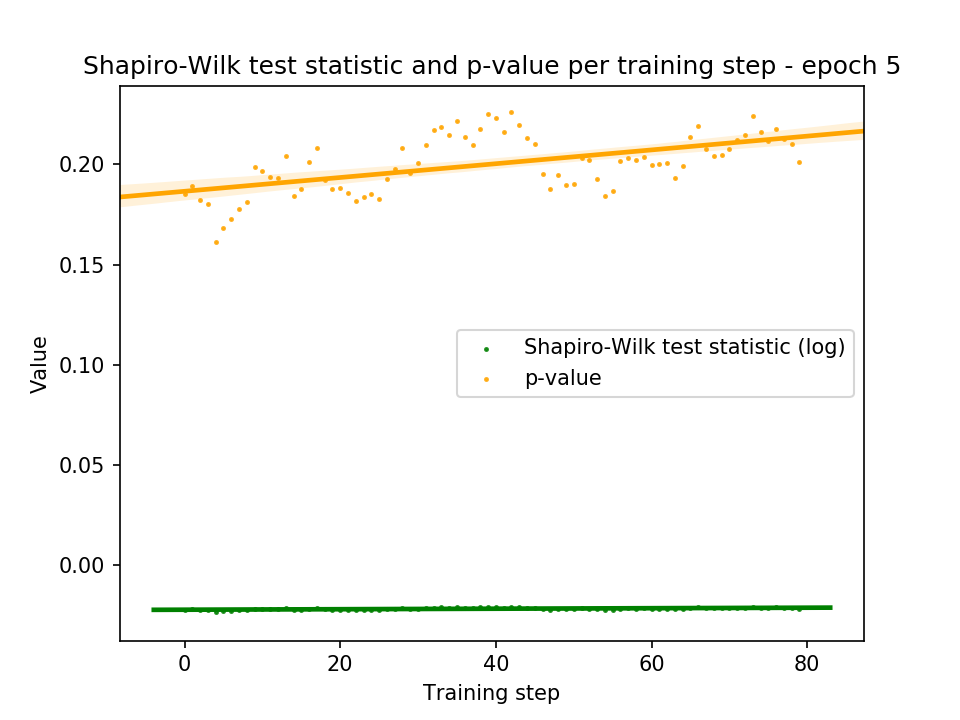 Shapiro-Wilk test statistic and p-value per training step - epoch 5
0.20
0.15
0.10
0.05
0.00
Value
Shapiro-Wilk test statistic (log)
p-value
0 20 40 60 80
Training step